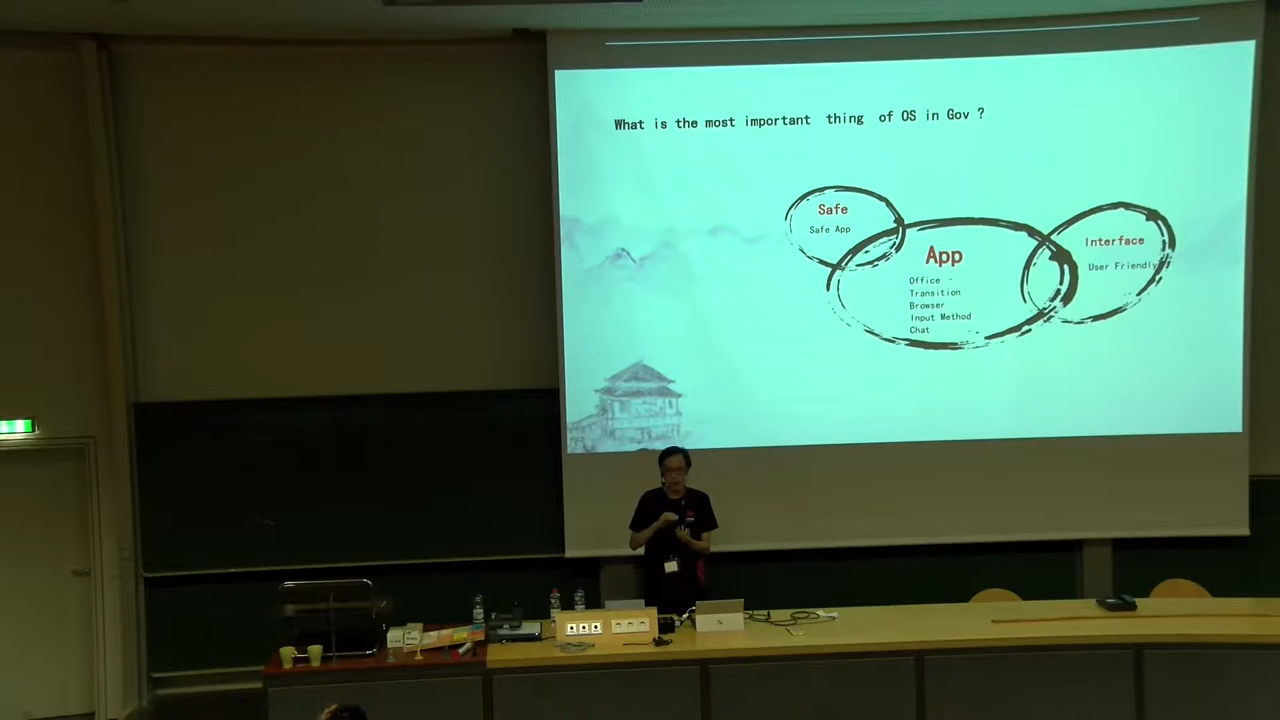 What is the most important thing of OS in Gov ?
Safe
Safe App
App
Office -
Transition
Browser
Input Method
Chat
Interface
User Friendly